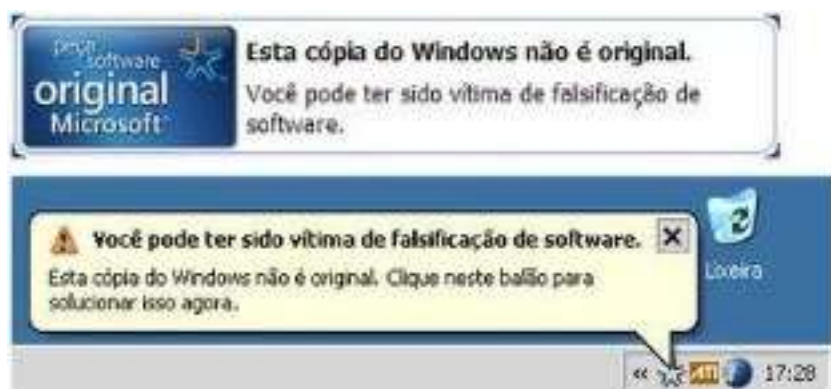 peça
software
original
Microsoft
Esta cópia do Windows não é original.
Você pode ter sido vítima de falsificação de
software.
Você pode ter sido vítima de falsificação de software.
Esta cópia do Windows não é original. Clique neste balão para
solucionar isso agora.
Lixeira
« ATI 17:28